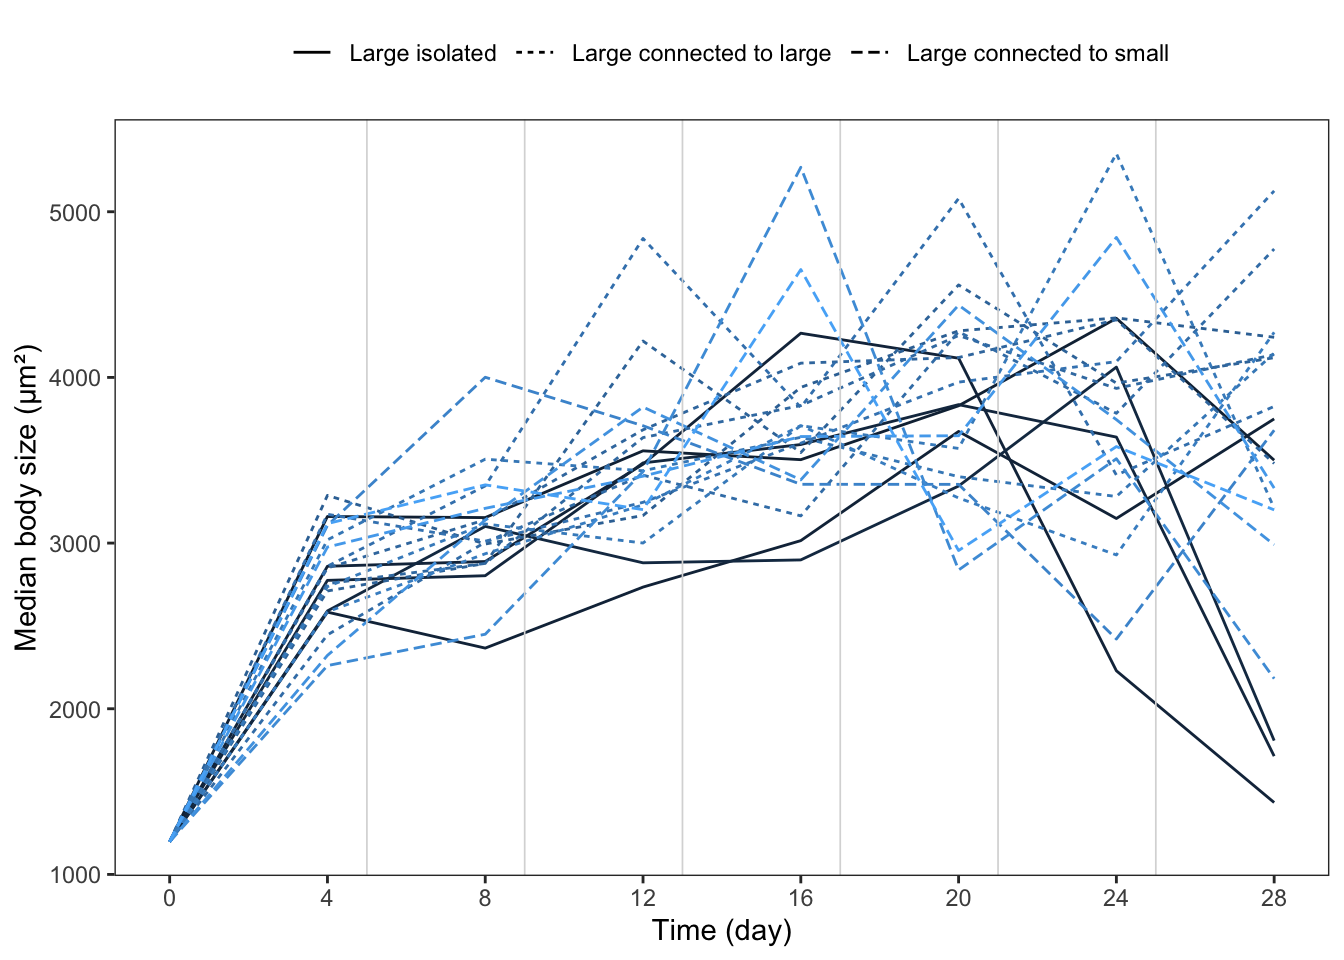 Large isolated Large connected to large Large connected to small
Median body size (µm²)
5000
4000
3000
2000
1000
0 4 8 12 16 20 24 28
Time (day)